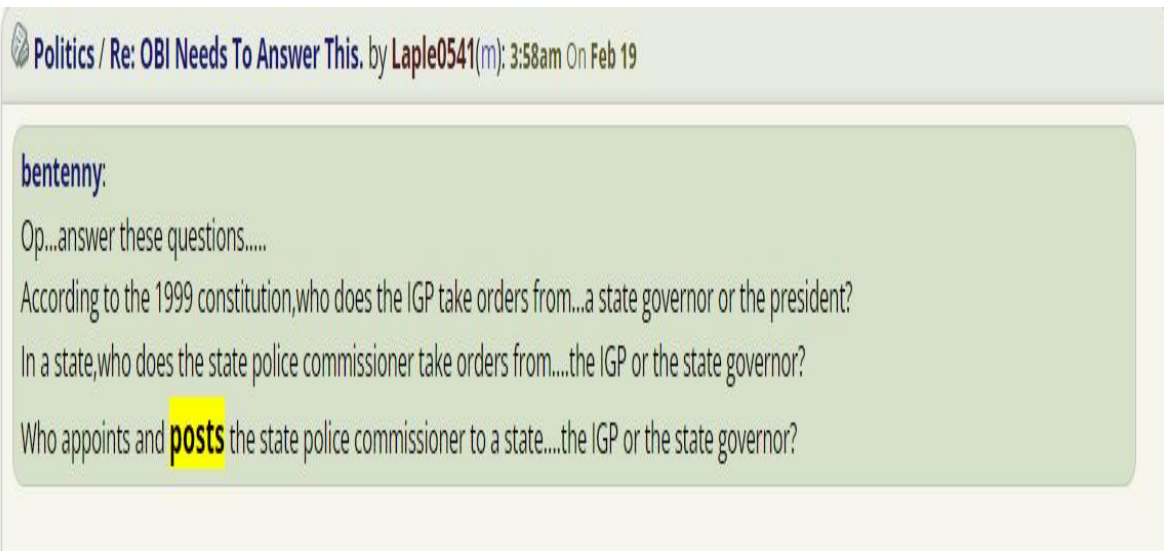 Politics / Re: OBI Needs To Answer This. by Laple0541(m): 3:58am On Feb 19
bentenny:
Op...answer these questions.....
According to the 1999 constitution,who does the IGP take orders from...a state governor or the president?
In a state,who does the state police commissioner take orders from....the IGP or the state governor?
Who appoints and posts the state police commissioner to a state....the IGP or the state governor?